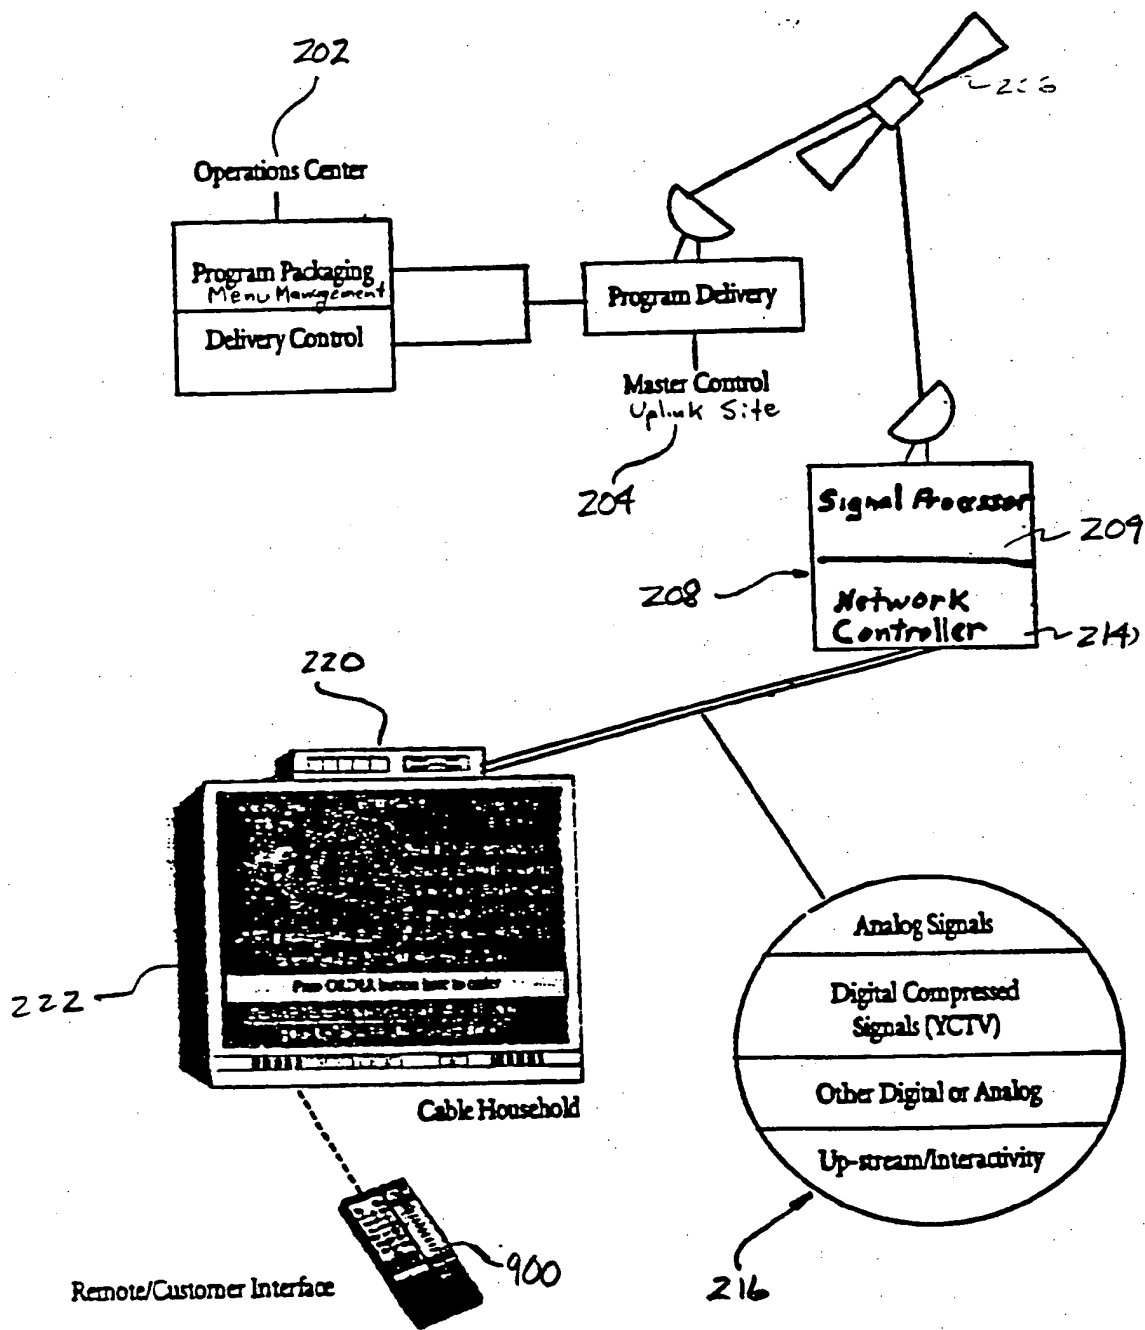 202
Operations Center
Program Packaging
Menu Management
Delivery Control
Program Delivery
Master Control
Uplink Site
204
Signal Processor
209
208
Network
Controller
214
220
222
Cable Household
Analog Signals
Digital Compressed
Signals (YCTV)
Other Digital or Analog
Up-stream/Interactivity
216
900
Remote/Customer Interface